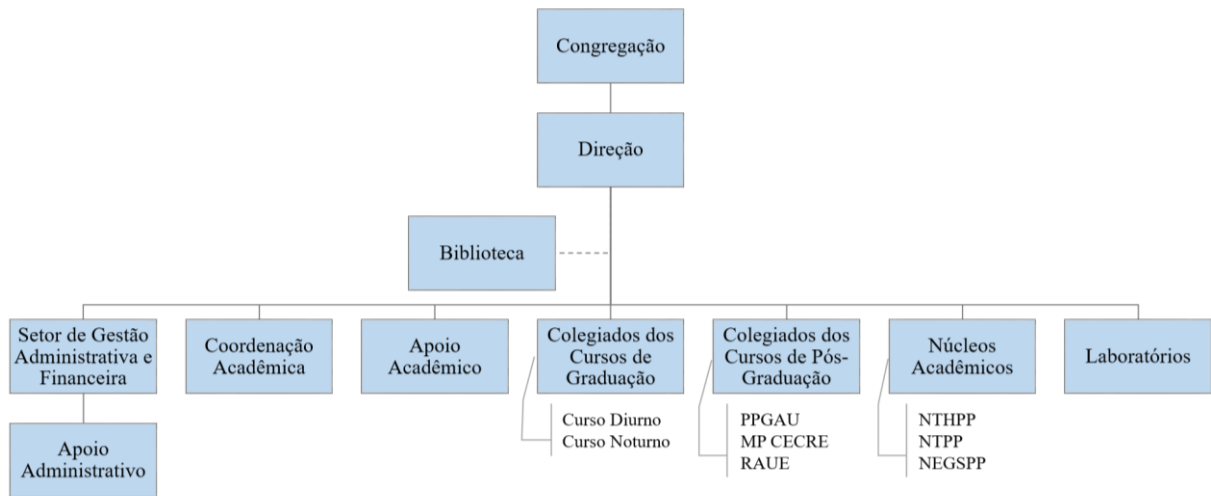 Congregação
Direção
Biblioteca
Setor de Gestão
Administrativa e
Financeira
Coordenação
Acadêmica
Apoio
Acadêmico
Colegiados dos
Cursos de
Graduação
Colegiados dos
Cursos de Pós-
Graduação
Núcleos
Acadêmicos
Laboratórios
Apoio
Administrativo
Curso Diurno
Curso Noturno
PPGAU
MP CECRE
RAUE
NTHPP
NTPP
NEGSPP